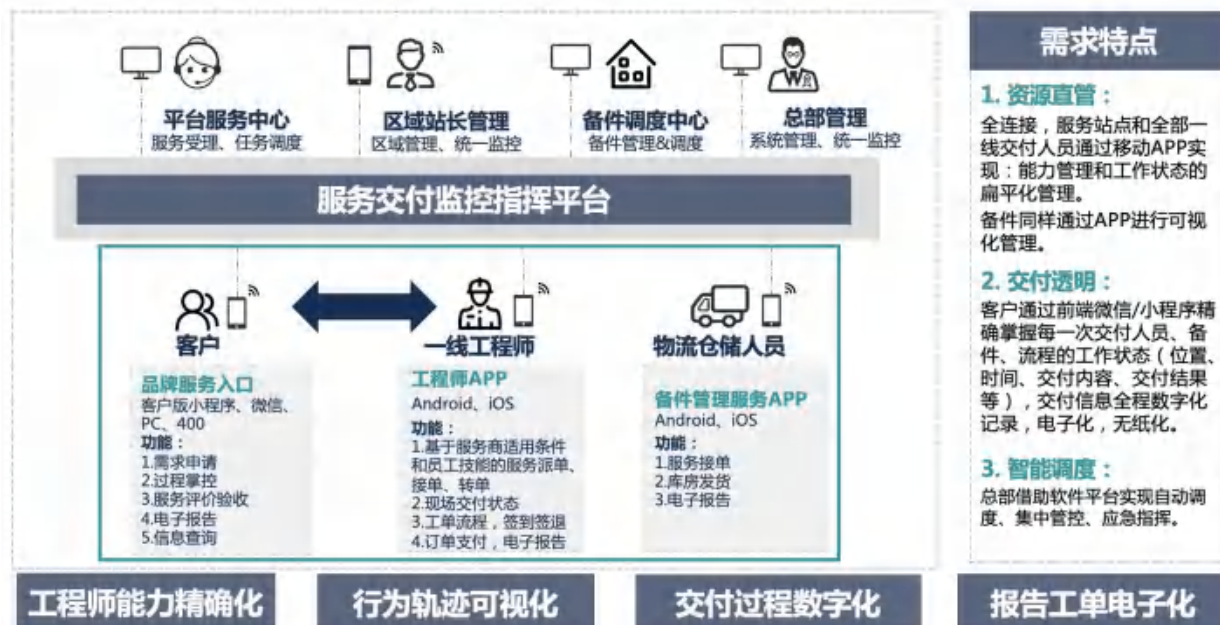 平台服务中心
服务受理、任务调度
区域站长管理
区域管理、统一监控
备件调度中心
备件管理&调度
总部管理
系统管理、统一监控
服务交付监控指挥平台
客户
品牌服务入口
客户版小程序、微信、
PC、400
功能：
1.需求申请
2.过程掌控
3.服务评价验收
4.电子报告
5.信息查询
一线工程师
工程师APP
Android、iOS
功能：
1.基于服务商适用条件
和员工技能的服务派单、
接单、转单
2.现场交付状态
3.工单流程，签到签退
4.订单支付，电子报告
物流仓储人员
备件管理服务APP
Android、iOS
功能：
1.服务接单
2.库房发货
3.电子报告
需求特点
1. 资源直管：
全连接，服务站点和全部一
线交付人员通过移动APP实
现：能力管理和工作状态的
扁平化管理。
备件同样通过APP进行可视
化管理。
2. 交付透明：
客户通过前端微信/小程序精
确掌握每一次交付人员、备
件、流程的工作状态（位置、
时间、交付内容、交付结果
等），交付信息全程数字化
记录，电子化，无纸化。
3. 智能调度：
总部借助软件平台实现自动调
度、集中管控、应急指挥。
工程师能力精确化
行为轨迹可视化
交付过程数字化
报告工单电子化